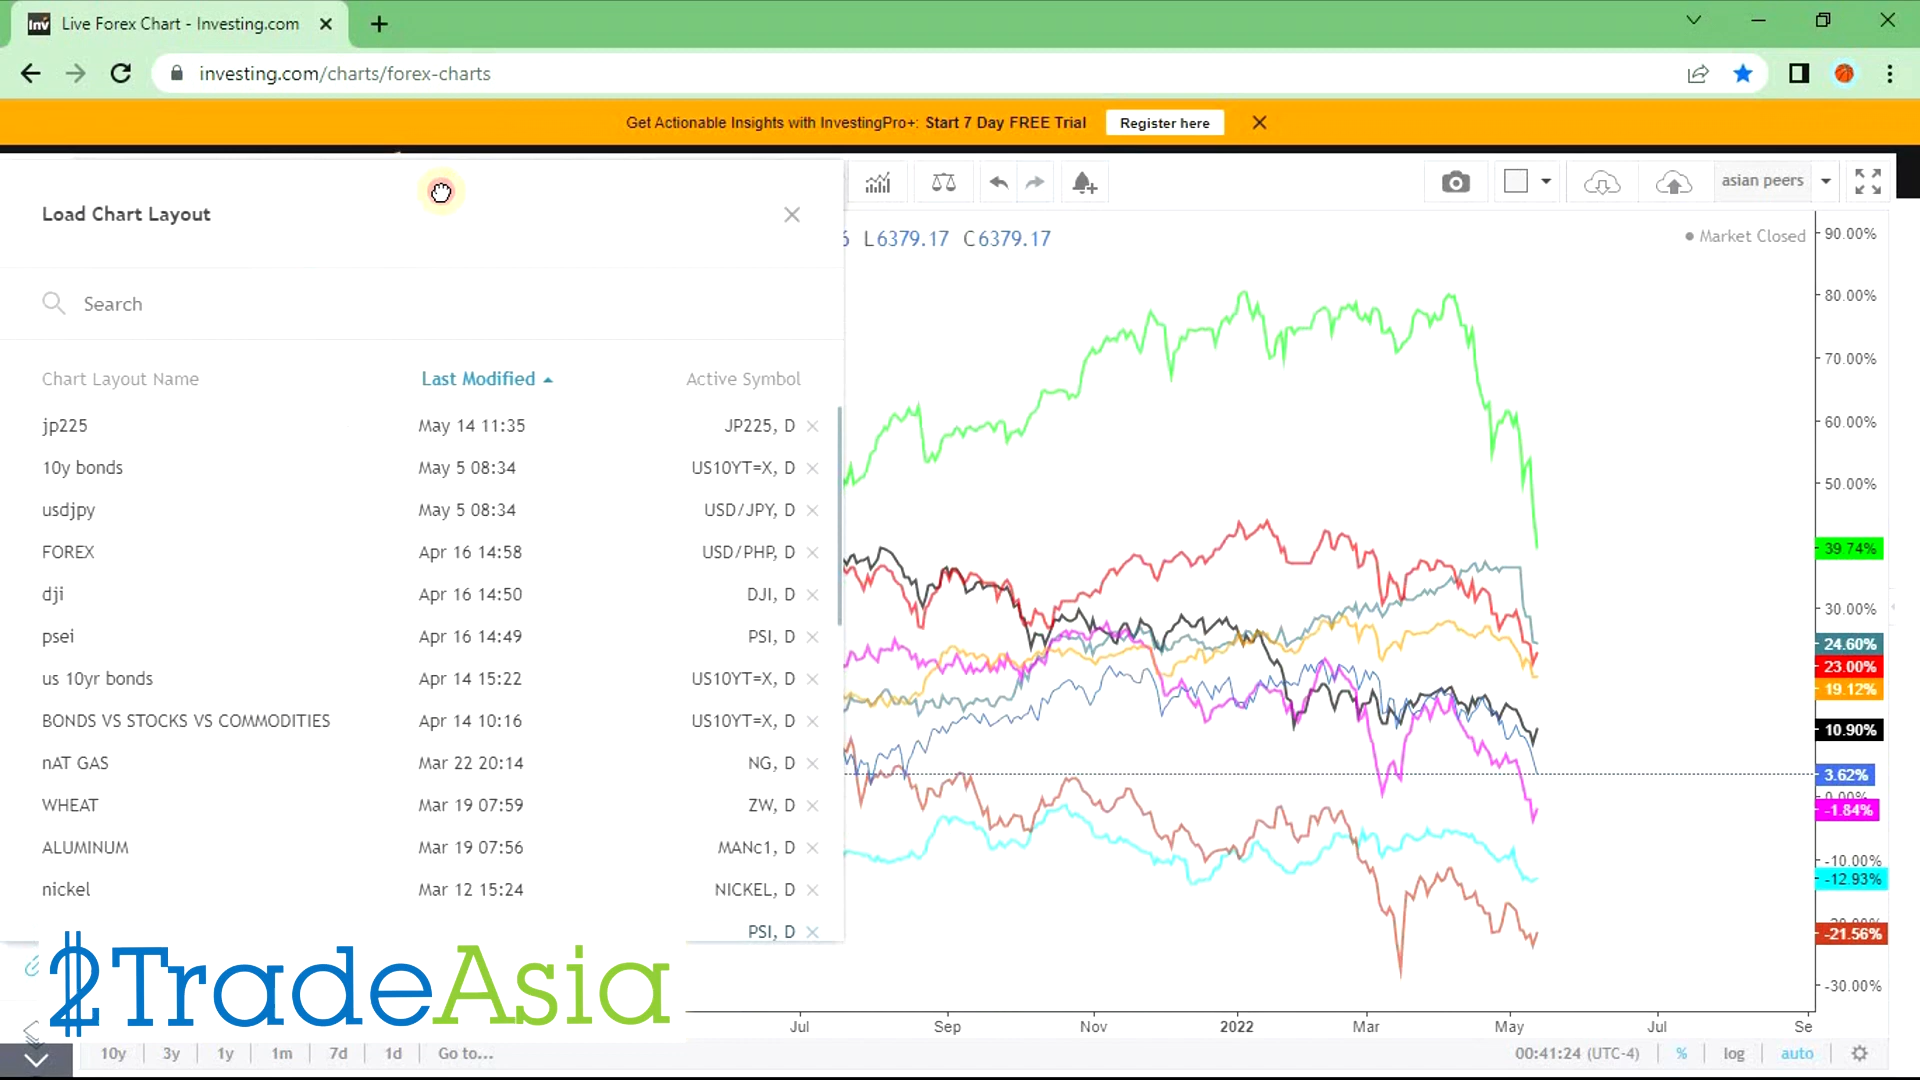 Inv Live Forex Chart - Investing.com
investing.com/charts/forex-charts
Get Actionable Insights with InvestingPro+: Start 7 Day FREE Trial Register here
asian peers
Load Chart Layout
L6379.17 C6379.17
Market Closed
Search
Chart Layout Name Last Modified Active Symbol
jp225 May 14 11:35 JP225, D
10y bonds May 5 08:34 US10YT=X, D
usdjpy May 5 08:34 USD/JPY, D
FOREX Apr 16 14:58 USD/PHP, D
dji Apr 16 14:50 DJI, D
psei Apr 16 14:49 PSI, D
us 10yr bonds Apr 14 15:22 US10YT=X, D
BONDS VS STOCKS VS COMMODITIES Apr 14 10:16 US10YT=X, D
nAT GAS Mar 22 20:14 NG, D
WHEAT Mar 19 07:59 ZW, D
ALUMINUM Mar 19 07:56 MANc1, D
nickel Mar 12 15:24 NICKEL, D
PSI, D
90.00%
80.00%
70.00%
60.00%
50.00%
39.74%
30.00%
24.60%
23.00%
19.12%
10.90%
3.62%
0.00%
-1.84%
-10.00%
-12.93%
-21.56%
-30.00%
2TradeAsia
Jul Sep Nov 2022 Mar May Jul Se
10y 3y 1y 1m 7d 1d Go to...
00:41:24 (UTC-4) % log auto